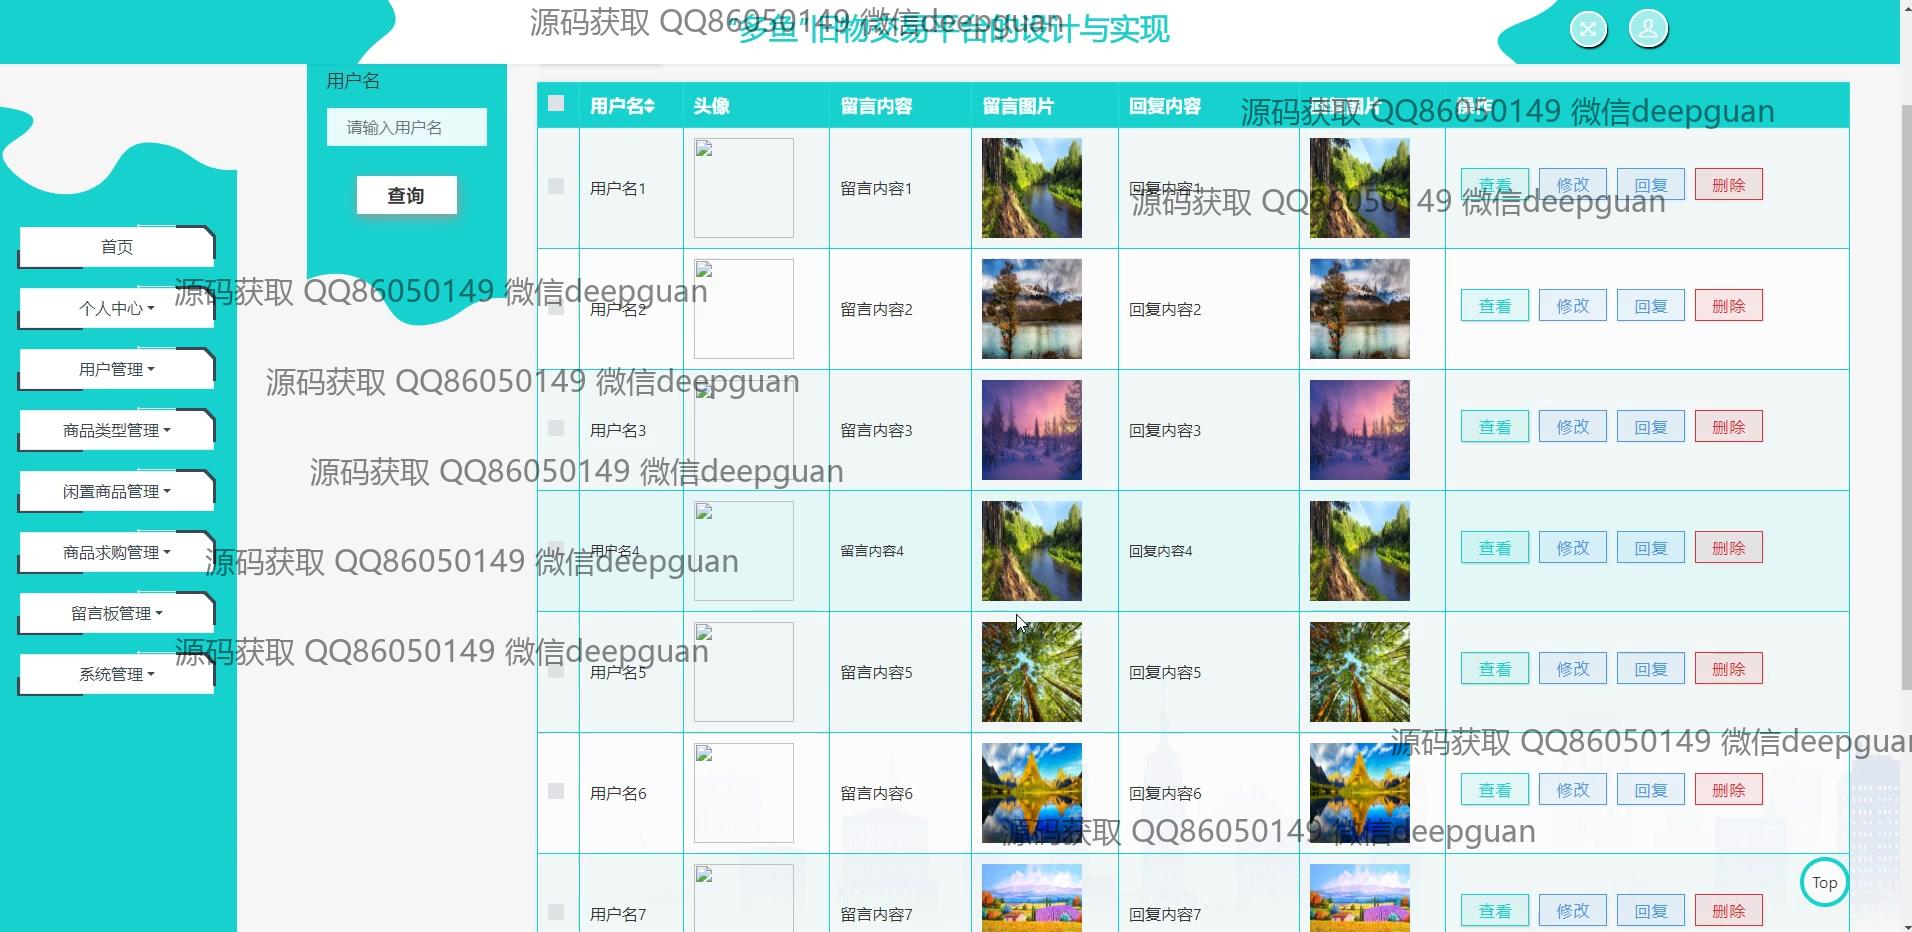 源码获取 QQ86050149 微信deepguan
“多鱼”旧物交易平台的设计与实现
用户名
请输入用户名
查询
首页
个人中心
用户管理
商品类型管理
闲置商品管理
商品求购管理
留言板管理
系统管理
用户名 头像 留言内容 留言图片 回复内容 回复图片 操作
源码获取 QQ86050149 微信deepguan
用户名1 留言内容1 回复内容1 查看 修改 回复 删除
源码获取 QQ86050149 微信deepguan
源码获取 QQ86050149 微信deepguan
用户名2 留言内容2 回复内容2 查看 修改 回复 删除
源码获取 QQ86050149 微信deepguan
用户名3 留言内容3 回复内容3 查看 修改 回复 删除
源码获取 QQ86050149 微信deepguan
用户名4 留言内容4 回复内容4 查看 修改 回复 删除
源码获取 QQ86050149 微信deepguan
源码获取 QQ86050149 微信deepguan
用户名5 留言内容5 回复内容5 查看 修改 回复 删除
源码获取 QQ86050149 微信deepguan
用户名6 留言内容6 回复内容6 查看 修改 回复 删除
源码获取 QQ86050149 微信deepguan
用户名7 留言内容7 回复内容7 查看 修改 回复 删除
Top